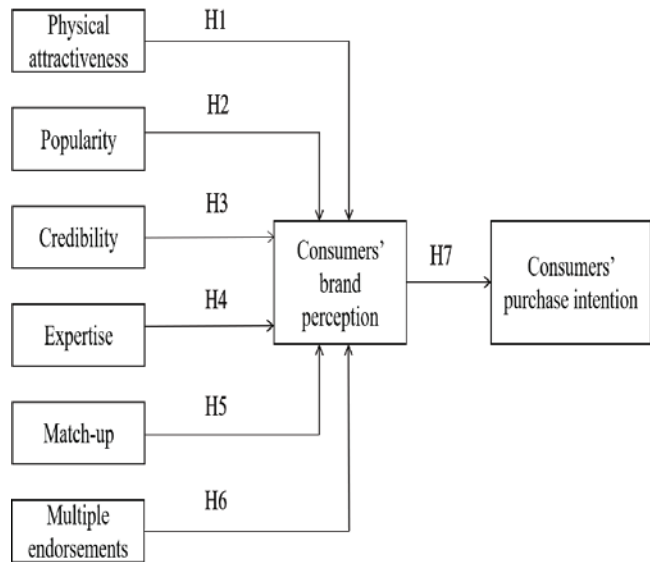 Physical
attractiveness
H1
Popularity
H2
Credibility
H3
Expertise
H4
Match-up
H5
Multiple
endorsements
H6
Consumers’
brand
perception
H7
Consumers’
purchase intention